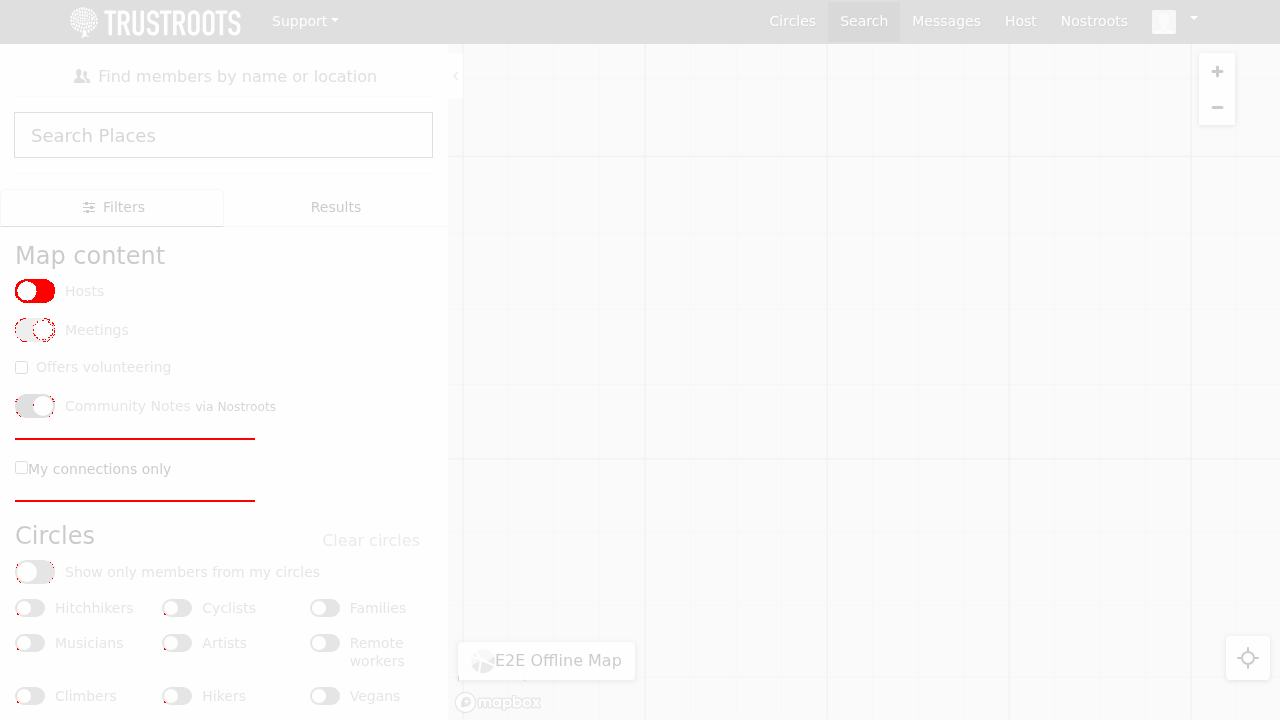 TRUSTROOTS Support Circles Search Messages Host Nostroots
Find members by name or location
Search Places
Filters Results
Map content
Hosts
Meetings
Offers volunteering
Community Notes via Nostroots
My connections only
Circles Clear circles
Show only members from my circles
Hitchhikers Cyclists Families
Musicians Artists Remote workers
Climbers Hikers Vegans
E2E Offline Map
mapbox